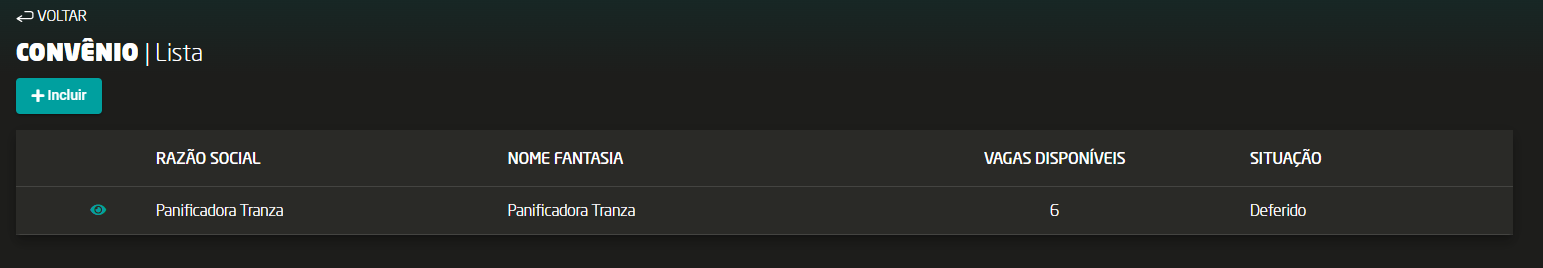 VOLTAR
CONVÊNIO | Lista
+ Incluir
RAZÃO SOCIAL NOME FANTASIA VAGAS DISPONÍVEIS SITUAÇÃO
Panificadora Tranza Panificadora Tranza 6 Deferido